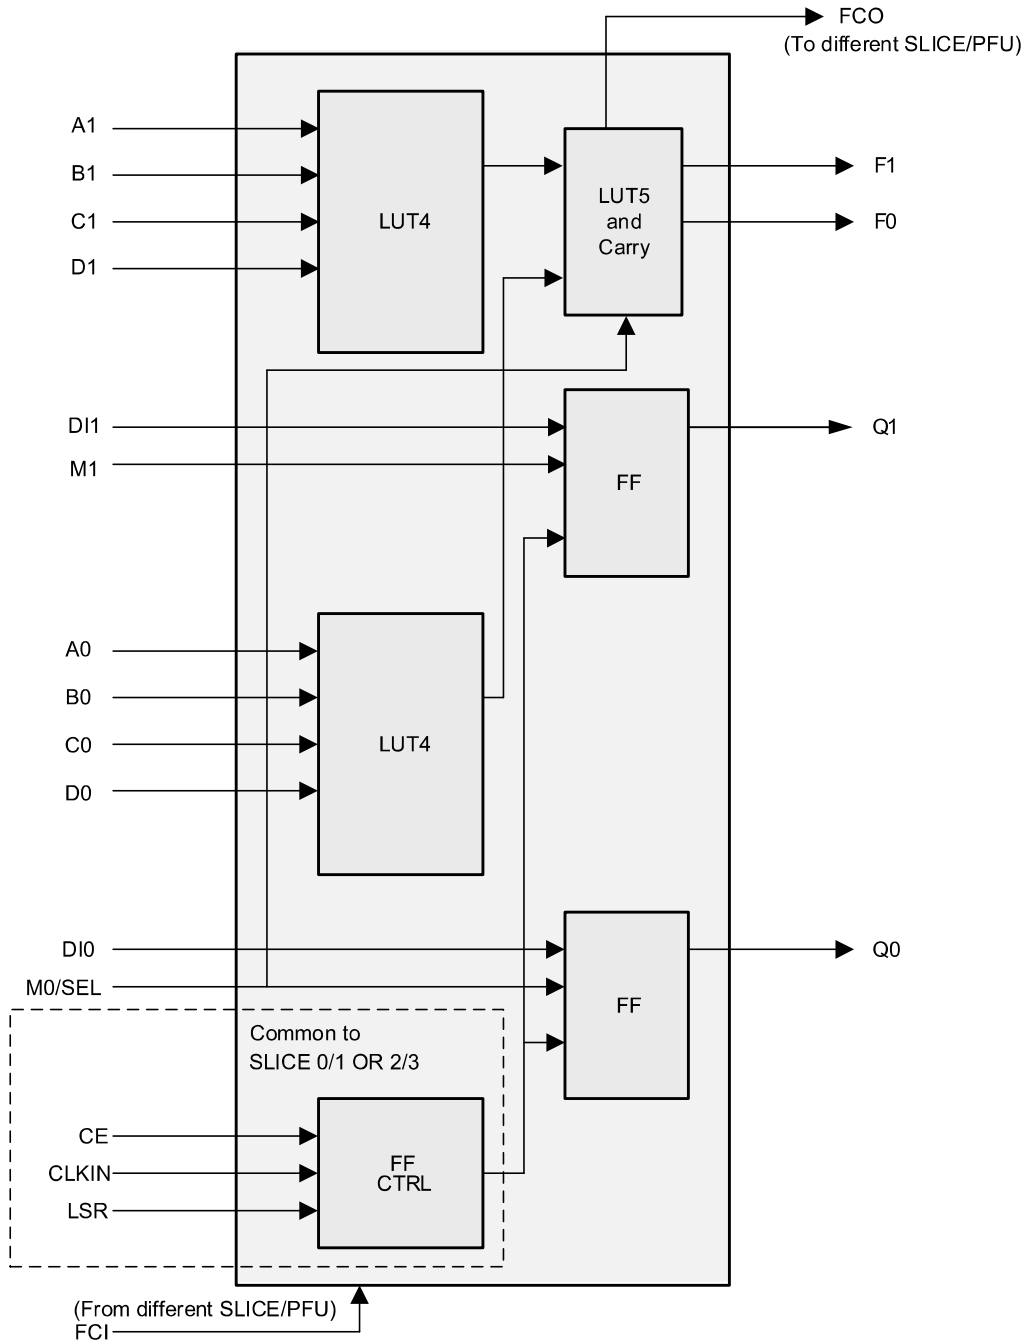 FCO
(To different SLICE/PFU)
A1
B1
C1
D1
LUT4
LUT5
and
Carry
F1
F0
DI1
M1
FF
Q1
A0
B0
C0
D0
LUT4
DI0
M0/SEL
FF
Q0
Common to
SLICE 0/1 OR 2/3
CE
CLKIN
LSR
FF
CTRL
(From different SLICE/PFU)
FCI